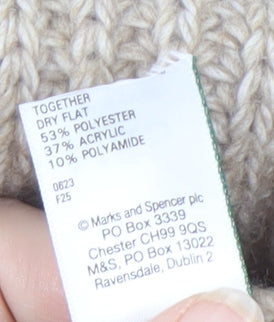 TOGETHER
DRY FLAT
53% POLYESTER
37% ACRYLIC
10% POLYAMIDE
0623
F25
© Marks and Spencer plc
PO Box 3339
Chester CH99 9QS
M&S, PO Box 13022
Ravensdale, Dublin 2